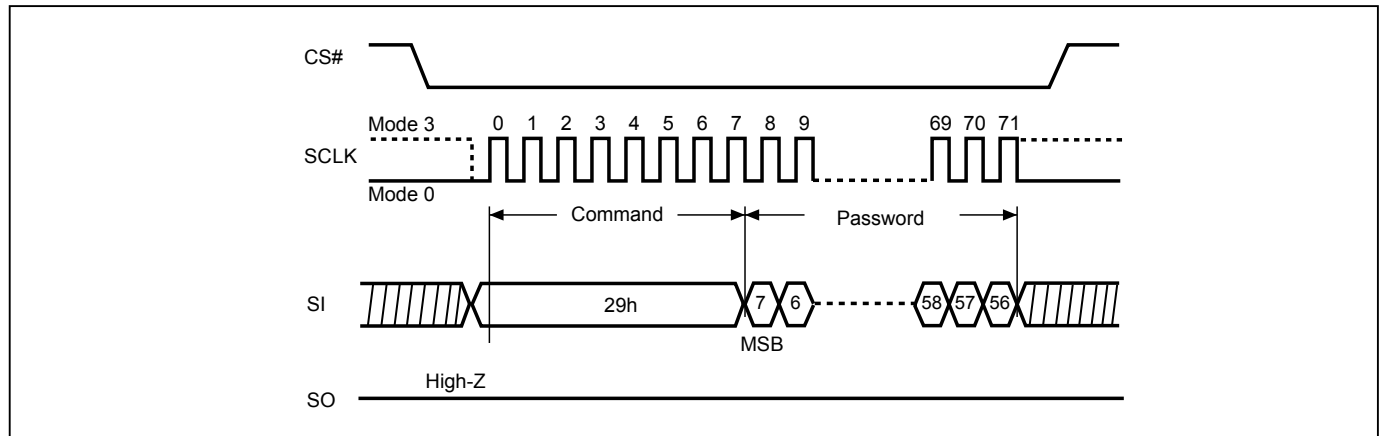 CS#
Mode 3
0 1 2 3 4 5 6 7 8 9 69 70 71
SCLK
Mode 0
Command Password
SI 29h 7 6 58 57 56
MSB
High-Z
SO